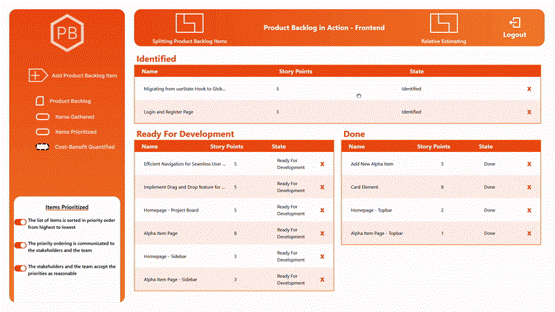 PB
Add Product Backlog Item
Product Backlog
Items Gathered
Items Prioritized
Cost-Benefit Quantified
Items Prioritized
The list of items is sorted in priority order
from highest to lowest
The priority ordering is communicated to
the stakeholders and the team
The stakeholders and the team accept the
priorities as reasonable
Splitting Product Backlog Items
Product Backlog in Action - Frontend
Relative Estimating
Logout
Identified
Name Story Points State
Migrating from useState Hook to Glob... 5 Identified X
Login and Register Page 3 Identified X
Ready For Development
Name Story Points State
Efficient Navigation for Seamless User ... 5 Ready For
Development X
Implement Drag and Drop feature for ... 5 Ready For
Development X
Homepage - Project Board 5 Ready For
Development X
Alpha Item Page 8 Ready For
Development X
Homepage - Sidebar 3 Ready For
Development X
Alpha Item Page - Sidebar 3 Ready For
Development X
Done
Name Story Points State
Add New Alpha Item 5 Done X
Card Element 8 Done X
Homepage - Topbar 2 Done X
Alpha Item Page - Topbar 1 Done X